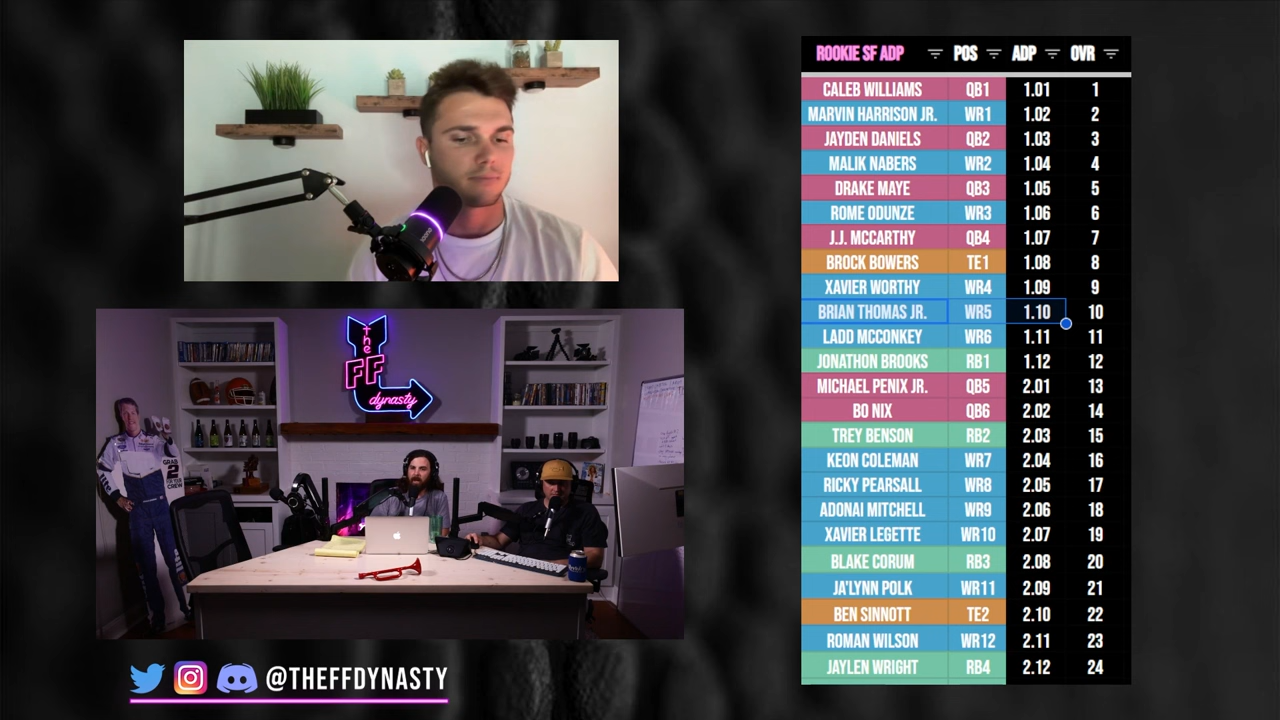 ROOKIE SF ADP POS ADP OVR
CALEB WILLIAMS QB1 1.01 1
MARVIN HARRISON JR. WR1 1.02 2
JAYDEN DANIELS QB2 1.03 3
MALIK NABERS WR2 1.04 4
DRAKE MAYE QB3 1.05 5
ROME ODUNZE WR3 1.06 6
J.J. MCCARTHY QB4 1.07 7
BROCK BOWERS TE1 1.08 8
XAVIER WORTHY WR4 1.09 9
BRIAN THOMAS JR. WR5 1.10 10
LADD MCCONKEY WR6 1.11 11
JONATHON BROOKS RB1 1.12 12
MICHAEL PENIX JR. QB5 2.01 13
BO NIX QB6 2.02 14
TREY BENSON RB2 2.03 15
KEON COLEMAN WR7 2.04 16
RICKY PEARSALL WR8 2.05 17
ADONAI MITCHELL WR9 2.06 18
XAVIER LEGETTE WR10 2.07 19
BLAKE CORUM RB3 2.08 20
JA'LYNN POLK WR11 2.09 21
BEN SINNOTT TE2 2.10 22
ROMAN WILSON WR12 2.11 23
JAYLEN WRIGHT RB4 2.12 24
the
FF
dynasty
@THEFFDYNASTY